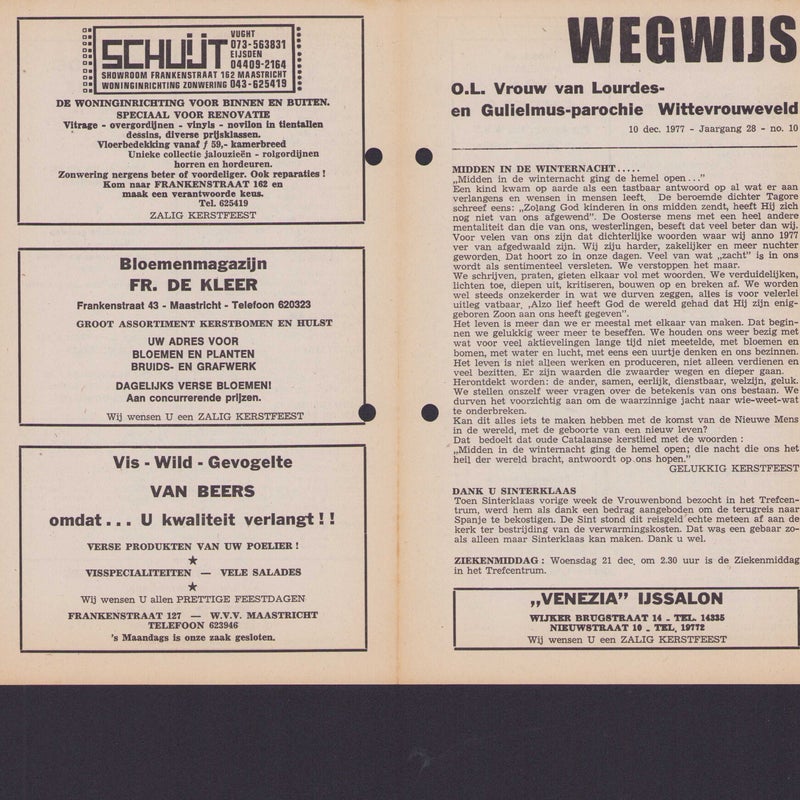 SCHUIJT
VUGHT
073-563831
EIJSDEN
04409-2164
SHOWROOM FRANKENSTRAAT 162 MAASTRICHT
WONINGINRICHTING ZONWERING 043-625419
DE WONINGINRICHTING VOOR BINNEN EN BUITEN.
SPECIAAL VOOR RENOVATIE
Vitrage - overgordijnen - vinyls - novilon in tientallen
dessins, diverse prijsklassen.
Vloerbedekking vanaf ƒ 59,- kamerbreed
Unieke collectie jalouzieën - rolgordijnen
horren en hordeuren.
Zonwering nergens beter of voordeliger. Ook reparaties !
Kom naar FRANKENSTRAAT 162 en
maak een verantwoorde keus.
Tel. 625419
ZALIG KERSTFEEST
Bloemenmagazijn
FR. DE KLEER
Frankenstraat 43 - Maastricht - Telefoon 620323
GROOT ASSORTIMENT KERSTBOMEN EN HULST
UW ADRES VOOR
BLOEMEN EN PLANTEN
BRUIDS- EN GRAFWERK
DAGELIJKS VERSE BLOEMEN!
Aan concurrerende prijzen.
Wij wensen U een ZALIG KERSTFEEST
Vis - Wild - Gevogelte
VAN BEERS
omdat... U kwaliteit verlangt ! !
VERSE PRODUKTEN VAN UW POELIER !
VISSPECIALITEITEN — VELE SALADES
Wij wensen U allen PRETTIGE FEESTDAGEN
FRANKENSTRAAT 127 — W.V.V. MAASTRICHT
TELEFOON 623946
's Maandags is onze zaak gesloten.
WEGWIJS
O.L. Vrouw van Lourdes-
en Gulielmus-parochie Wittevrouweveld
10 dec. 1977 - Jaargang 28 - no. 10
MIDDEN IN DE WINTERNACHT.....
„Midden in de winternacht ging de hemel open...”
Een kind kwam op aarde als een tastbaar antwoord op al wat er aan
verlangens en wensen in mensen leeft. De beroemde dichter Tagore
schreef eens: „Zolang God kinderen in ons midden zendt, heeft Hij zich
nog niet van ons afgewend”. De Oosterse mens met een heel andere
mentaliteit dan die van ons, westerlingen, beseft dat veel beter dan wij.
Voor velen van ons zijn dat dichterlijke woorden waar wij anno 1977
ver van afgedwaald zijn. Wij zijn harder, zakelijker en meer nuchter
geworden. Dat hoort zo in onze dagen. Veel van wat „zacht” is in ons
wordt als sentimenteel versleten. We verstoppen het maar.
We schrijven, praten, gieten elkaar vol met woorden. We verduidelijken,
lichten toe, diepen uit, kritiseren, bouwen op en breken af. We worden
wel steeds onzekerder in wat we durven zeggen, alles is voor velerlei
uitleg vatbaar. „Alzo lief heeft God de wereld gehad dat Hij zijn enig-
geboren Zoon aan ons heeft gegeven”.
Het leven is meer dan we er meestal met elkaar van maken. Dat begin-
nen we gelukkig weer meer te beseffen. We houden ons weer bezig met
wat voor veel aktievelingen lange tijd niet meetelde, met bloemen en
bomen, met water en lucht, met eens een uurtje denken en ons bezinnen.
Het leven is niet alleen werken en produceren, niet alleen verdienen en
veel bezitten. Er zijn waarden die zwaarder wegen en dieper gaan.
Herontdekt worden: de ander, samen, eerlijk, dienstbaar, welzijn, geluk.
We stellen onszelf weer vragen over de betekenis van ons bestaan. We
durven het voorzichtig aan om de waarzinnige jacht naar wie-weet-wat
te onderbreken.
Kan dit alles iets te maken hebben met de komst van de Nieuwe Mens
in de wereld, met de geboorte van een nieuw leven?
Dat bedoelt dat oude Catalaanse kerstlied met de woorden :
„Midden in de winternacht ging de hemel open; die nacht die ons het
heil der wereld bracht, antwoordt op ons hopen.”
GELUKKIG KERSTFEEST
DANK U SINTERKLAAS
Toen Sinterklaas vorige week de Vrouwenbond bezocht in het Trefcen-
trum, werd hem als dank een bedrag aangeboden om de terugreis naar
Spanje te bekostigen. De Sint stond dit reisgeld echte meteen af aan de
kerk ter bestrijding van de verwarmingskosten. Dat was een gebaar zo-
als alleen maar Sinterklaas kan maken. Dank u wel.
ZIEKENMIDDAG : Woensdag 21 dec. om 2.30 uur is de Ziekenmiddag
in het Trefcentrum.
„VENEZIA” IJSSALON
WIJKER BRUGSTRAAT 14 - TEL. 14335
NIEUWSTRAAT 10 - TEL. 19772
Wij wensen U een ZALIG KERSTFEEST